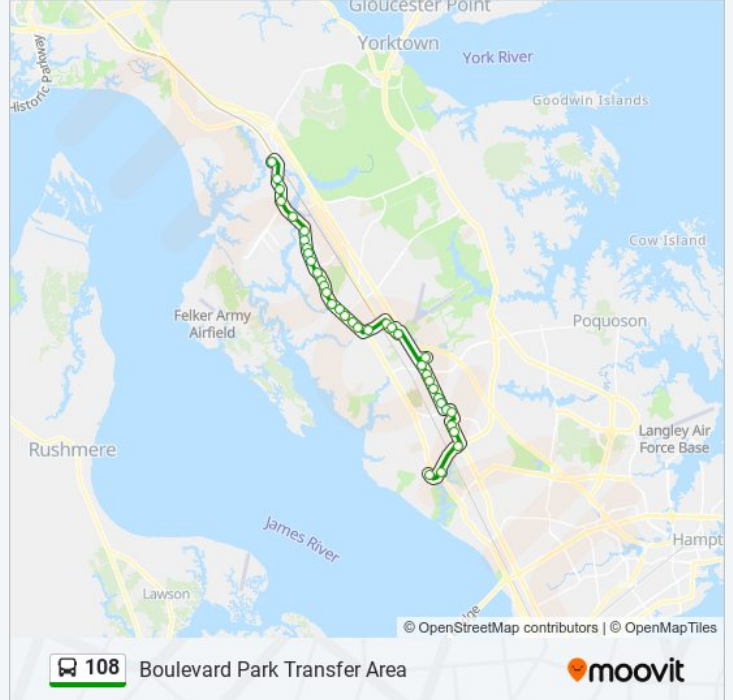 Gloucester Point
Yorktown
York River
Historic Parkway
Goodwin Islands
Cow Island
Felker Army
Airfield
Poquoson
Langley Air
Force Base
Rushmere
James River
Hampt
Lawson
dge
© OpenStreetMap contributors | © OpenMapTiles
108 Boulevard Park Transfer Area
moovit